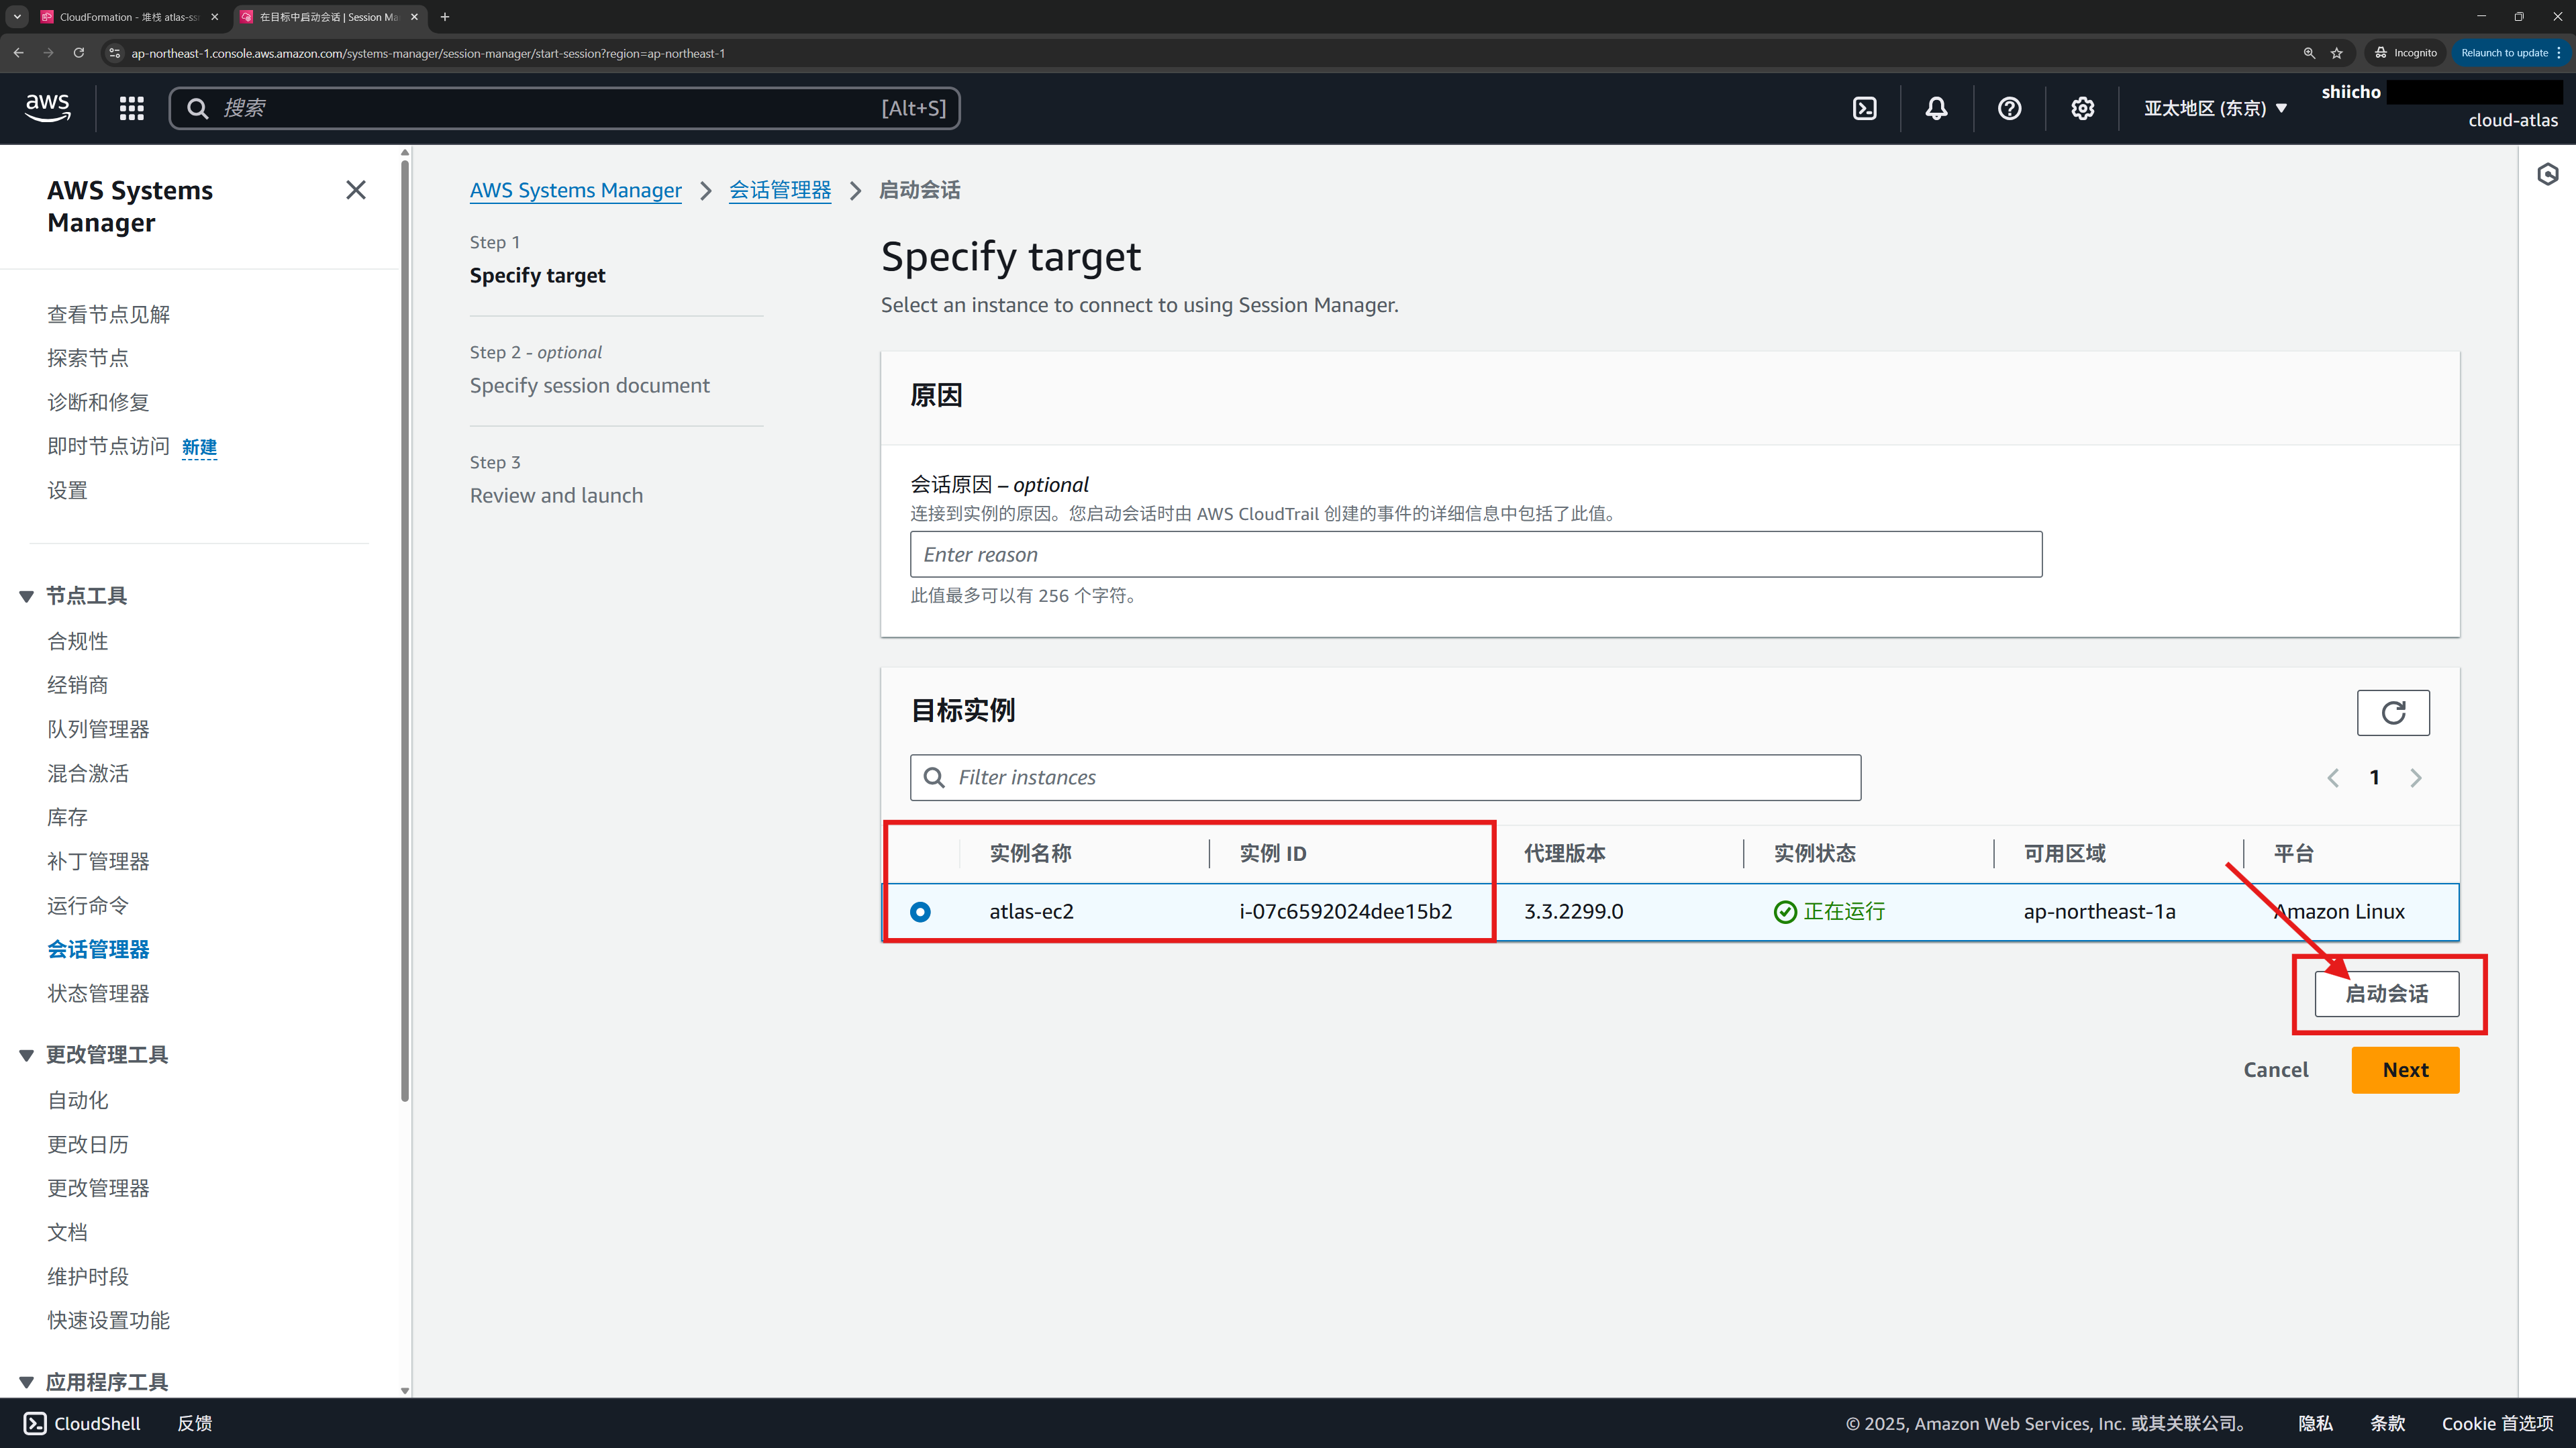 CloudFormation - 堆栈 atlas-ss
在目标中启动会话 | Session Ma
ap-northeast-1.console.aws.amazon.com/systems-manager/session-manager/start-session?region=ap-northeast-1
Incognito
Relaunch to update
aws
搜索
[Alt+S]
亚太地区 (东京)
shiicho
cloud-atlas
AWS Systems
Manager
查看节点见解
探索节点
诊断和修复
即时节点访问 新建
设置
节点工具
合规性
经销商
队列管理器
混合激活
库存
补丁管理器
运行命令
会话管理器
状态管理器
更改管理工具
自动化
更改日历
更改管理器
文档
维护时段
快速设置功能
应用程序工具
AWS Systems Manager
会话管理器
启动会话
Step 1
Specify target
Step 2 - optional
Specify session document
Step 3
Review and launch
Specify target
Select an instance to connect to using Session Manager.
原因
会话原因 – optional
连接到实例的原因。您启动会话时由 AWS CloudTrail 创建的事件的详细信息中包括了此值。
Enter reason
此值最多可以有 256 个字符。
目标实例
Filter instances
1
实例名称 实例 ID 代理版本 实例状态 可用区域 平台
atlas-ec2 i-07c6592024dee15b2 3.3.2299.0 正在运行 ap-northeast-1a Amazon Linux
启动会话
Cancel
Next
CloudShell
反馈
© 2025, Amazon Web Services, Inc. 或其关联公司。
隐私
条款
Cookie 首选项